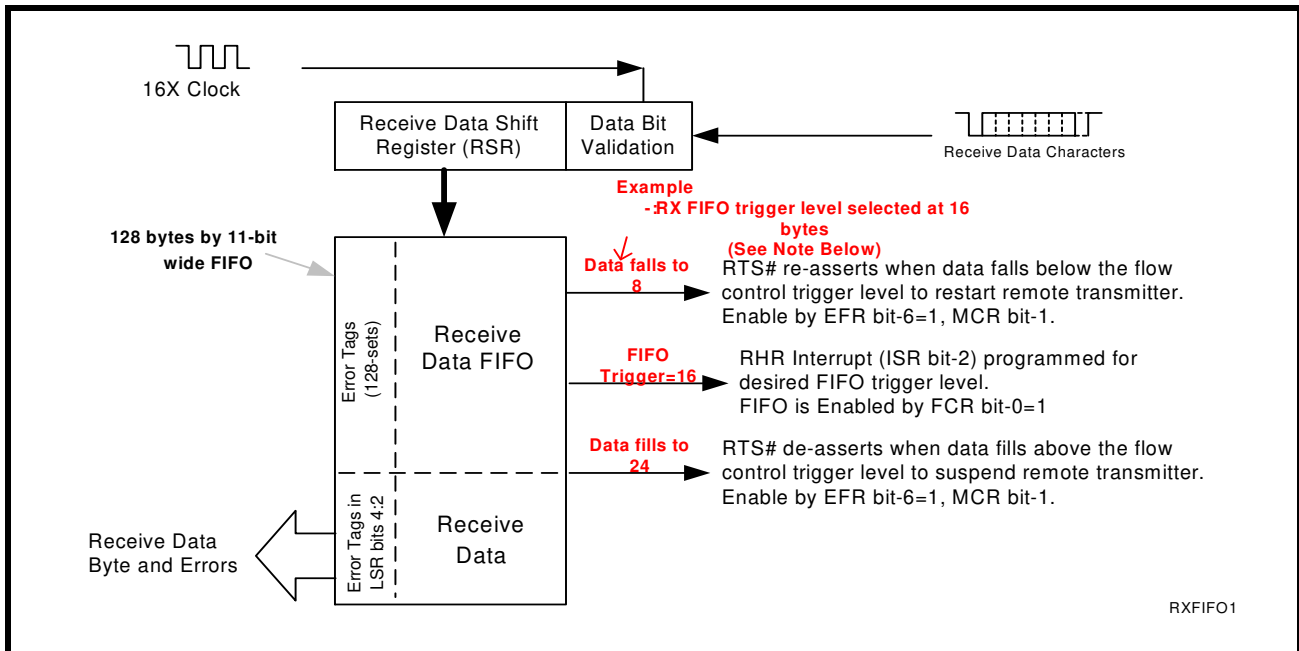 16X Clock
Receive Data Shift
Register (RSR)
Data Bit
Validation
Receive Data Characters
Example
-:RX FIFO trigger level selected at 16
bytes
(See Note Below)
128 bytes by 11-bit
wide FIFO
Error Tags
(128-sets)
Receive
Data FIFO
Data falls to
8
RTS# re-asserts when data falls below the flow
control trigger level to restart remote transmitter.
Enable by EFR bit-6=1, MCR bit-1.
FIFO
Trigger=16
RHR Interrupt (ISR bit-2) programmed for
desired FIFO trigger level.
FIFO is Enabled by FCR bit-0=1
Data fills to
24
RTS# de-asserts when data fills above the flow
control trigger level to suspend remote transmitter.
Enable by EFR bit-6=1, MCR bit-1.
Error Tags in
LSR bits 4:2
Receive
Data
Receive Data
Byte and Errors
RXFIFO1